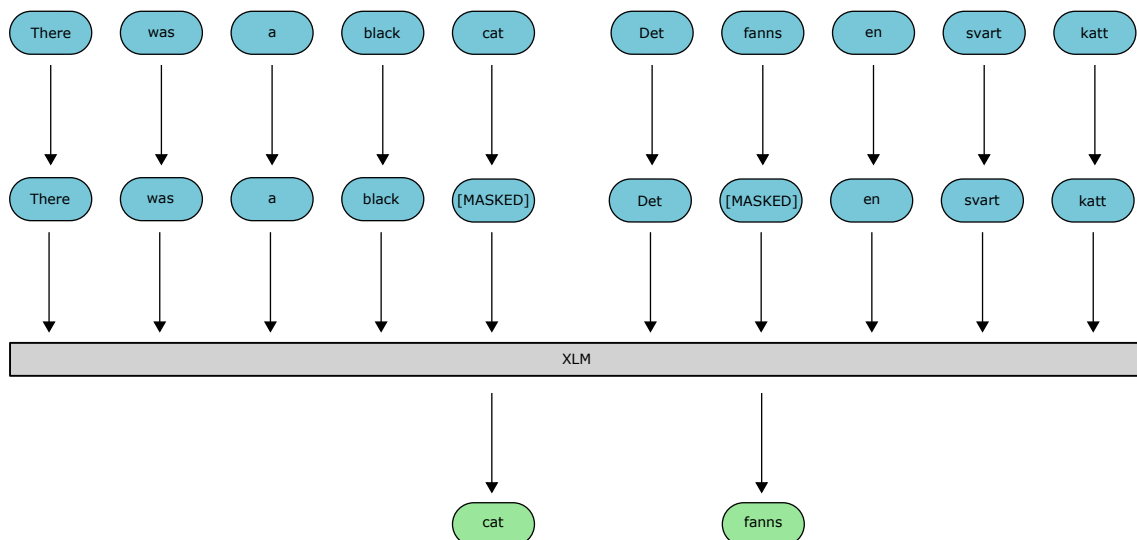 There was a black cat Det fanns en svart katt
There was a black [MASKED] Det [MASKED] en svart katt
XLM
cat fanns